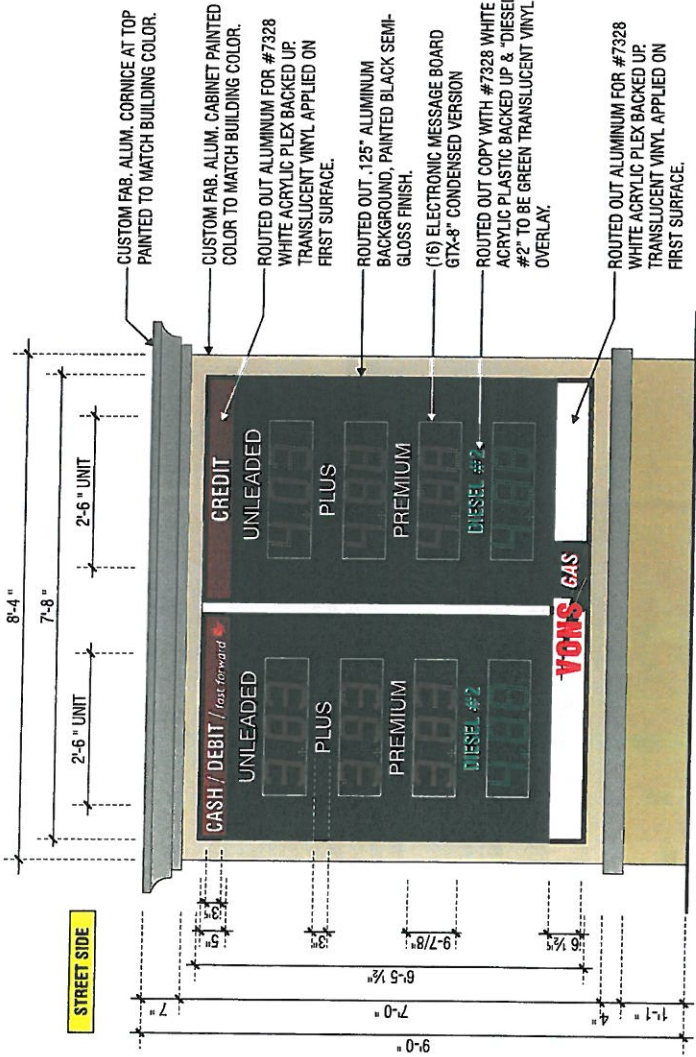 STREET SIDE
8'-4 "
7'-8 "
2'-6 " UNIT
2'-6 " UNIT
CUSTOM FAB. ALUM. CORNICE AT TOP
PAINTED TO MATCH BUILDING COLOR.
CUSTOM FAB. ALUM. CABINET PAINTED
COLOR TO MATCH BUILDING COLOR.
ROUTED OUT ALUMINUM FOR #7328
WHITE ACRYLIC PLEX BACKED UP.
TRANSLUCENT VINYL APPLIED ON
FIRST SURFACE.
ROUTED OUT .125" ALUMINUM
BACKGROUND, PAINTED BLACK SEMI-
GLOSS FINISH.
(16) ELECTRONIC MESSAGE BOARD
GTX-8" CONDENSED VERSION
ROUTED OUT COPY WITH #7328 WHITE
ACRYLIC PLASTIC BACKED UP & "DIESEL
#2" TO BE GREEN TRANSLUCENT VINYL
OVERLAY.
ROUTED OUT ALUMINUM FOR #7328
WHITE ACRYLIC PLEX BACKED UP.
TRANSLUCENT VINYL APPLIED ON
FIRST SURFACE.
CASH / DEBIT / fast forward
UNLEADED
PLUS
PREMIUM
DIESEL #2
CREDIT
UNLEADED
PLUS
PREMIUM
DIESEL #2
VONS GAS
5"
3"
9-7/8"
6 ½"
6'-5 ½"
7 "
7'-0 "
4 "
1'-1 "
9'-0 "